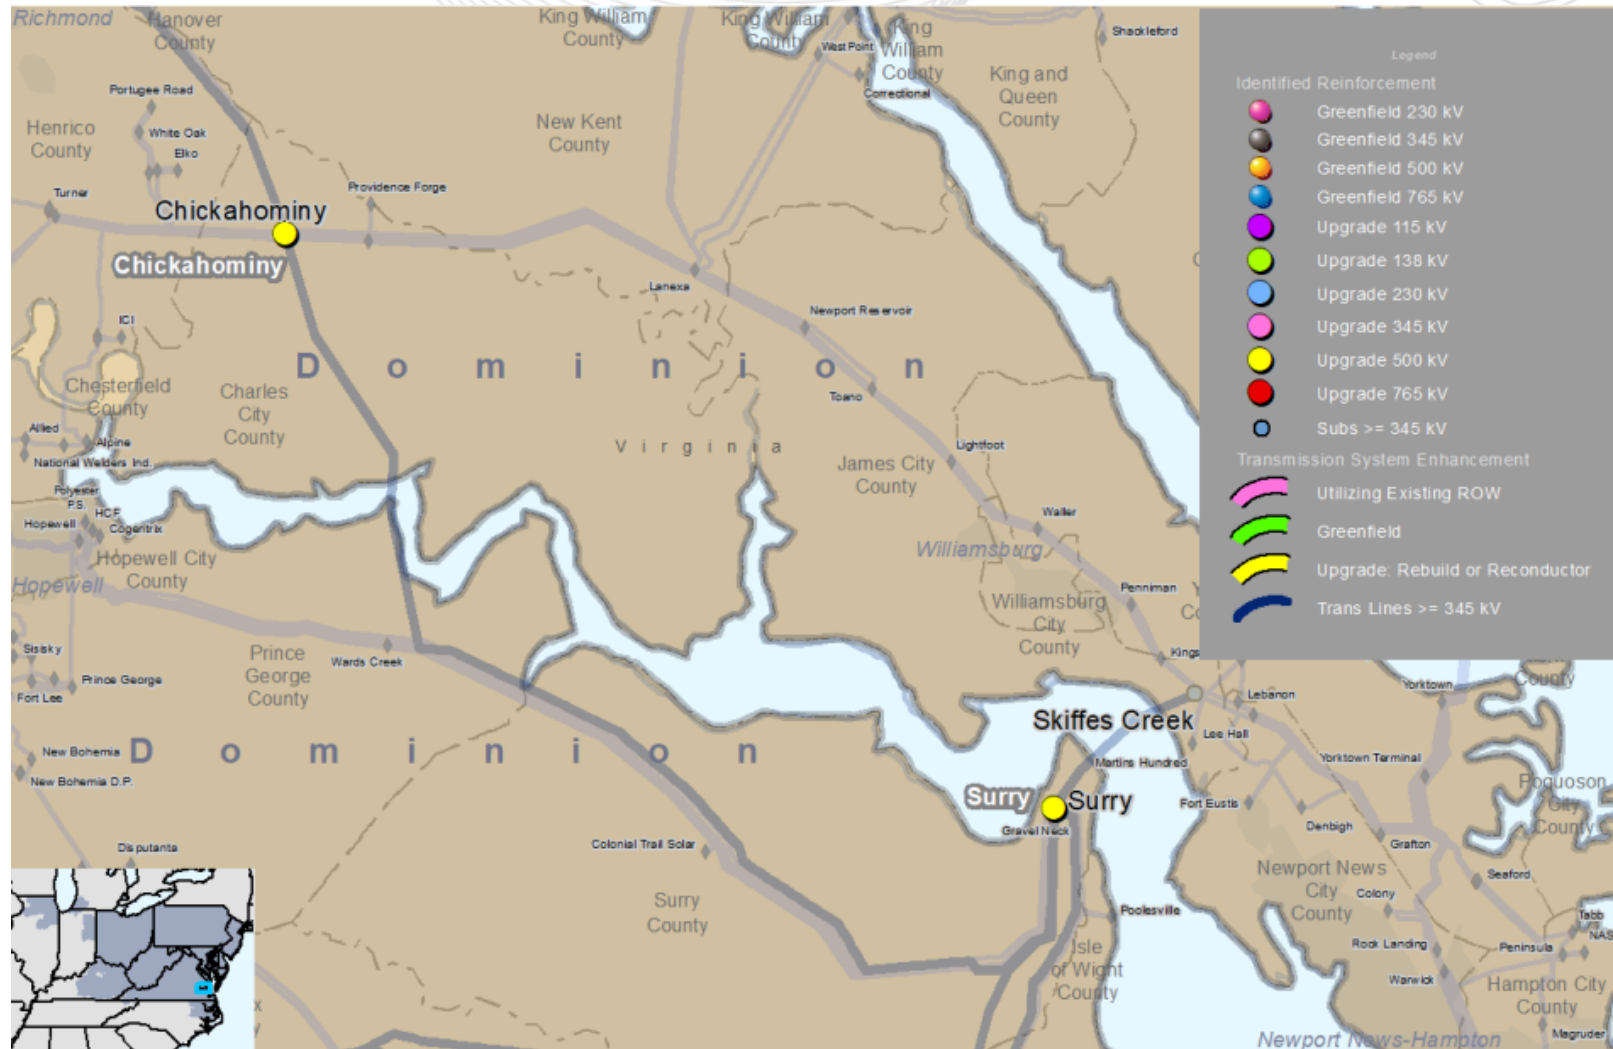 Richmond
Hanover
County
King William
County
King William
County
King
William
County
West Point
Correctional
Shackleford
King and
Queen
County
Portugee Road
Henrico
County
White Oak
Elko
New Kent
County
Turner
Providence Forge
Chickahominy
Chickahominy
Lanexa
Newport Reservoir
ICI
Dominion
Chesterfield
County
Charles
City
County
Toano
Allied
Alpine
Virginia
Lightfoot
National Welders Ind.
James City
County
Polyester
P.S.
HCF
Hopewell
Cogentrix
Waller
Williamsburg
Hopewell City
County
Hopewell
Penniman
Williamsburg
City
County
Y
Co
Sisisky
Wards Creek
Prince
George
County
Kings
Prince George
Fort Lee
County
Yorktown
Lebanon
Skiffes Creek
Lee Hall
New Bohemia
Dominion
Martins Hundred
Yorktown Terminal
New Bohemia D.P.
Surry
Surry
Fort Eustis
Poquoson
City
County
Gravel Neck
Denbigh
Grafton
Disputanta
Colonial Trail Solar
Newport News
City
County
Seaford
Surry
County
Colony
Poolesville
Tabb
NAS
Isle
of Wight
County
Rock Landing
Peninsula
Warwick
Hampton City
County
Newport News-Hampton
Magruder
Legend
Identified Reinforcement
Greenfield 230 kV
Greenfield 345 kV
Greenfield 500 kV
Greenfield 765 kV
Upgrade 115 kV
Upgrade 138 kV
Upgrade 230 kV
Upgrade 345 kV
Upgrade 500 kV
Upgrade 765 kV
Subs >= 345 kV
Transmission System Enhancement
Utilizing Existing ROW
Greenfield
Upgrade: Rebuild or Reconductor
Trans Lines >= 345 kV